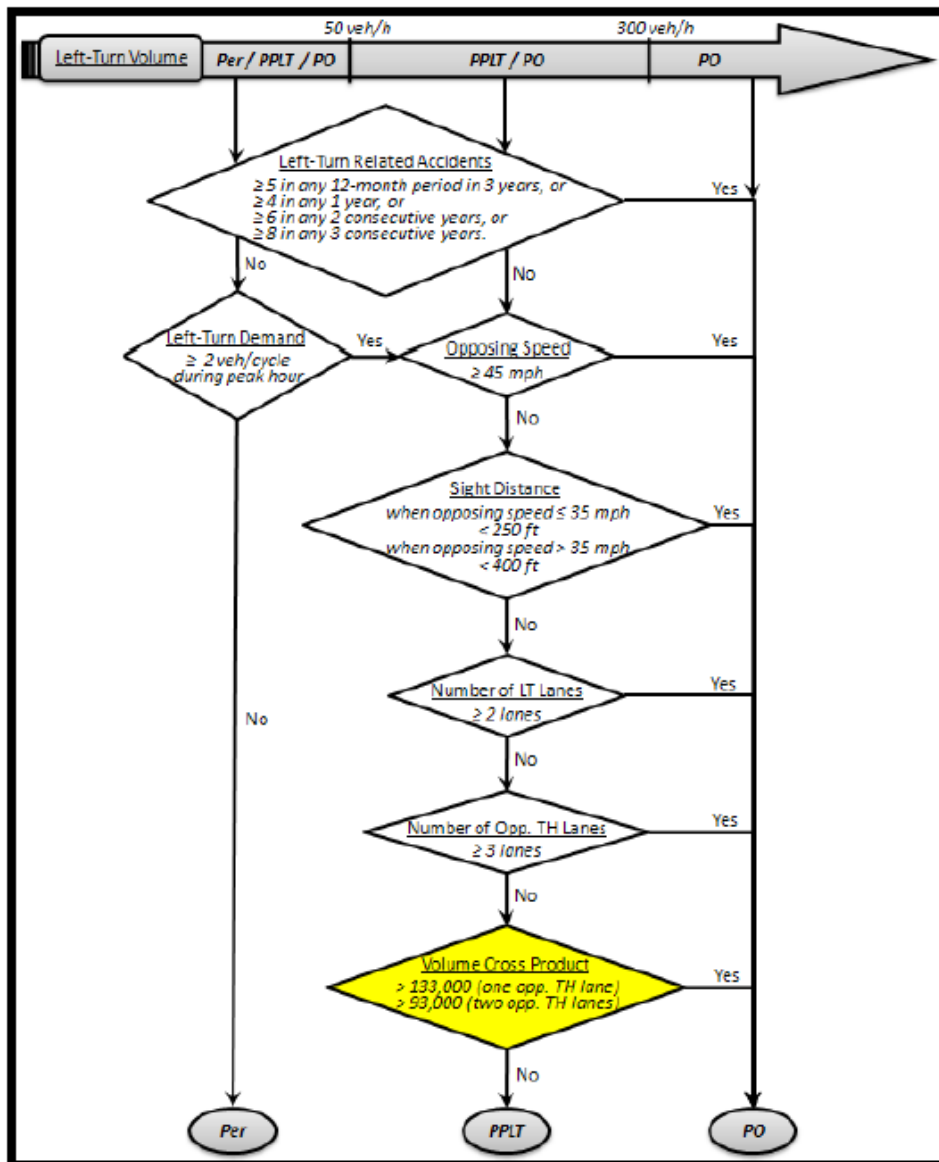 50 veh/h
300 veh/h
Left-Turn Volume
Per / PPLT / PO
PPLT / PO
PO
Left-Turn Related Accidents
≥ 5 in any 12-month period in 3 years, or
≥ 4 in any 1 year, or
≥ 6 in any 2 consecutive years, or
≥ 8 in any 3 consecutive years.
Yes
No
No
Left-Turn Demand
≥ 2 veh/cycle
during peak hour
Yes
Opposing Speed
≥ 45 mph
Yes
No
Sight Distance
when opposing speed ≤ 35 mph
< 250 ft
when opposing speed > 35 mph
< 400 ft
Yes
No
Number of LT Lanes
≥ 2 lanes
Yes
No
No
Number of Opp. TH Lanes
≥ 3 lanes
Yes
No
Volume Cross Product
> 133,000 (one opp. TH lane)
> 93,000 (two opp. TH lanes)
Yes
No
Per
PPLT
PO